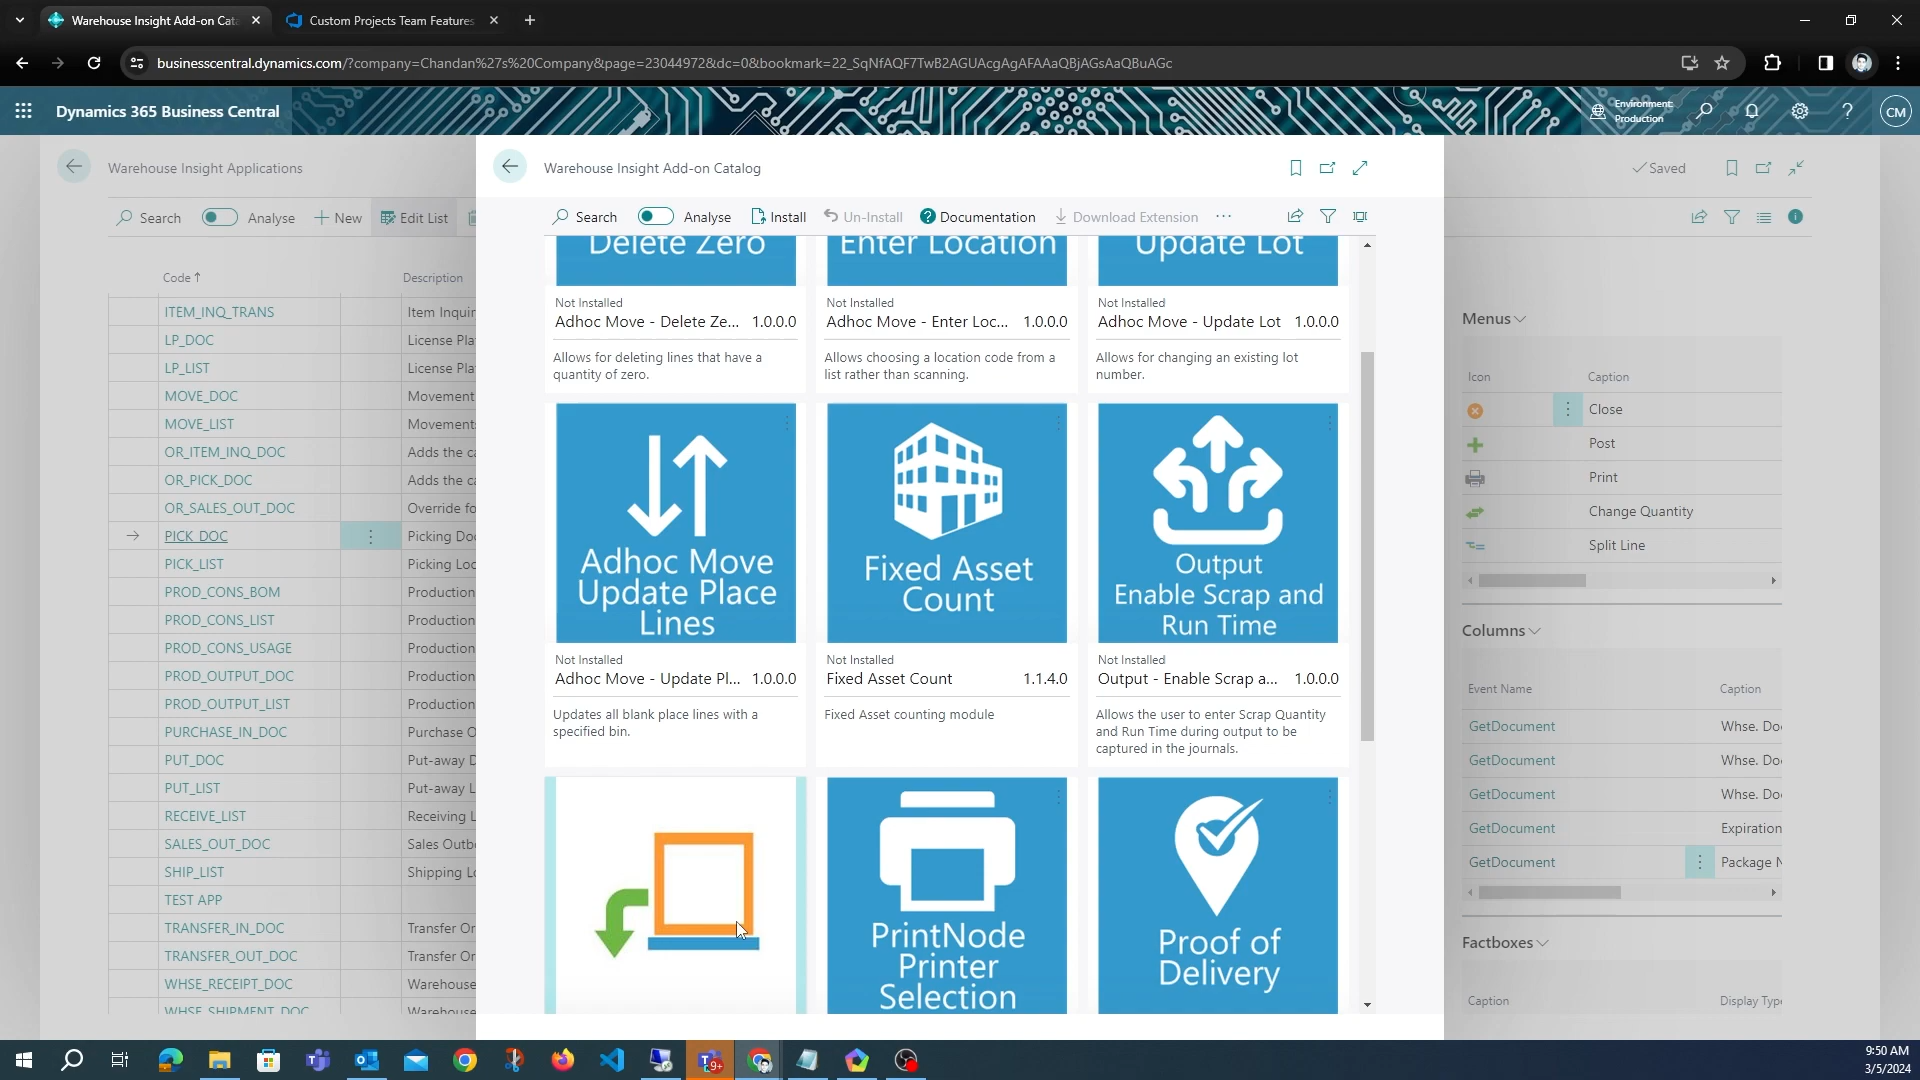 Warehouse Insight Add-on Cat
Custom Projects Team Features
businesscentral.dynamics.com/?company=Chandan%27s%20Company&page=23044972&dc=0&bookmark=22_SqNfAQF7TwB2AGUAcgAgAFAAaQBjAGsAaQBuAGc
Dynamics 365 Business Central
Environment:
Production
CM
Warehouse Insight Applications
Search
Analyse
New
Edit List
Code
Description
ITEM_INQ_TRANS
Item Inquir
LP_DOC
License Pla
LP_LIST
License Pla
MOVE_DOC
Movement
MOVE_LIST
Movement
OR_ITEM_INQ_DOC
Adds the ca
OR_PICK_DOC
Adds the ca
OR_SALES_OUT_DOC
Override fo
PICK_DOC
Picking Doc
PICK_LIST
Picking Loc
PROD_CONS_BOM
Production
PROD_CONS_LIST
Production
PROD_CONS_USAGE
Production
PROD_OUTPUT_DOC
Production
PROD_OUTPUT_LIST
Production
PURCHASE_IN_DOC
Purchase O
PUT_DOC
Put-away D
PUT_LIST
Put-away L
RECEIVE_LIST
Receiving L
SALES_OUT_DOC
Sales Outb
SHIP_LIST
Shipping Lo
TEST APP
TRANSFER_IN_DOC
Transfer Or
TRANSFER_OUT_DOC
Transfer Or
WHSE_RECEIPT_DOC
Warehouse
WHSE_SHIPMENT_DOC
Warehouse
Warehouse Insight Add-on Catalog
Search
Analyse
Install
Un-Install
Documentation
Download Extension
Delete Zero
Not Installed
Adhoc Move - Delete Ze... 1.0.0.0
Allows for deleting lines that have a
quantity of zero.
Enter Location
Not Installed
Adhoc Move - Enter Loc... 1.0.0.0
Allows choosing a location code from a
list rather than scanning.
Update Lot
Not Installed
Adhoc Move - Update Lot 1.0.0.0
Allows for changing an existing lot
number.
Adhoc Move
Update Place
Lines
Not Installed
Adhoc Move - Update Pl... 1.0.0.0
Updates all blank place lines with a
specified bin.
Fixed Asset
Count
Not Installed
Fixed Asset Count 1.1.4.0
Fixed Asset counting module
Output
Enable Scrap and
Run Time
Not Installed
Output - Enable Scrap a... 1.0.0.0
Allows the user to enter Scrap Quantity
and Run Time during output to be
captured in the journals.
PrintNode
Printer
Selection
Proof of
Delivery
Saved
Menus
Icon
Caption
Close
Post
Print
Change Quantity
Split Line
Columns
Event Name
Caption
GetDocument
Whse. Do
GetDocument
Whse. Do
GetDocument
Whse. Do
GetDocument
Expiration
GetDocument
Package N
Factboxes
Caption
Display Type
9+
9:50 AM
3/5/2024